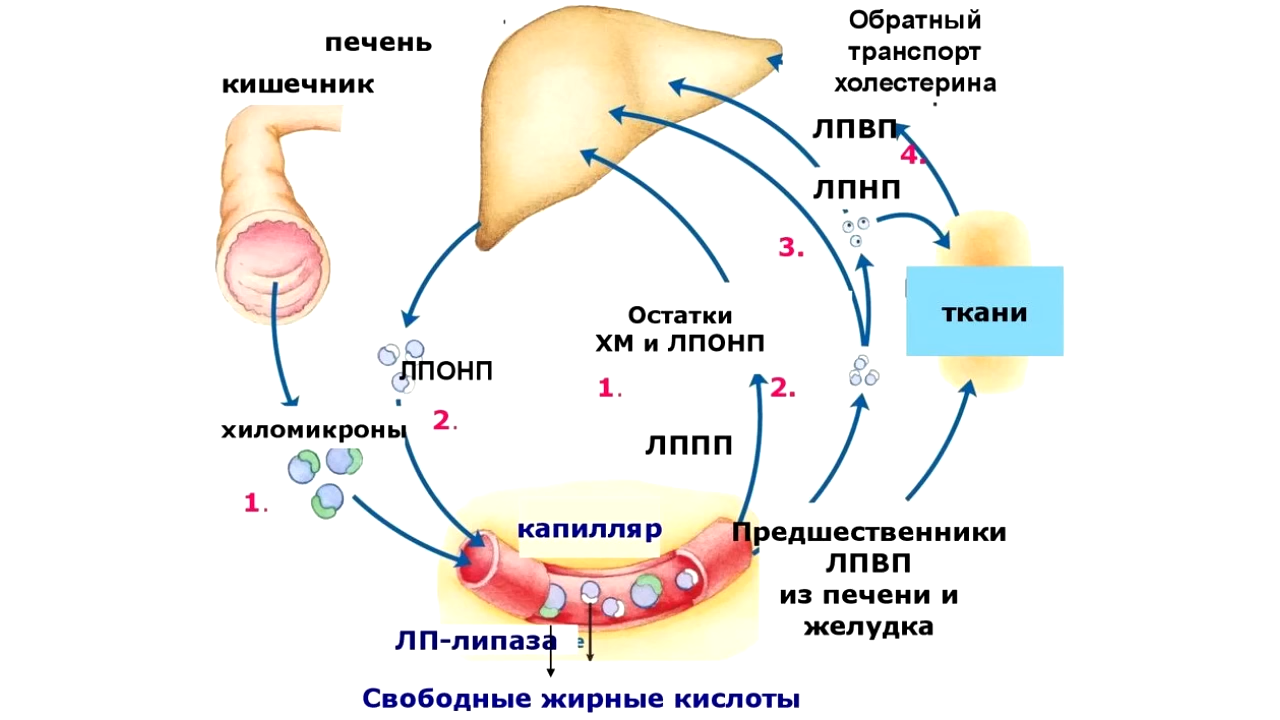 печень
кишечник
Обратный
транспорт
холестерина
ЛПВП
4.
ЛПНП
3.
ткани
Остатки
ХМ и ЛПОНП
1.
2.
ЛПОНП
2.
хиломикроны
1.
ЛППП
капилляр
Предшественники
ЛПВП
из печени и
желудка
ЛП-липаза
е
Свободные жирные кислоты